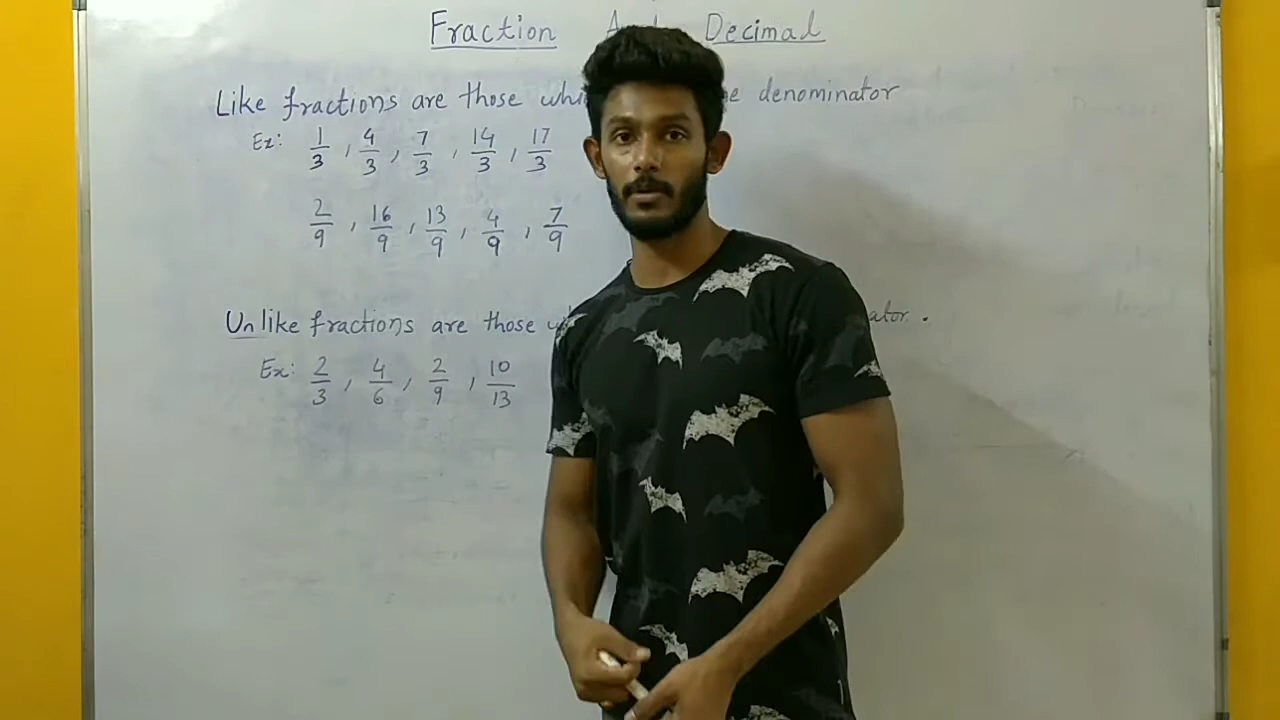 Fraction Decimal
Like fractions are those denominator
Ex: 1/3 , 4/3 , 7/3 , 14/3 , 17/3
2/9 , 16/9 , 13/9 , 4/9 , 7/9
Unlike fractions are those
Ex: 2/3 , 4/6 , 2/9 , 10/13